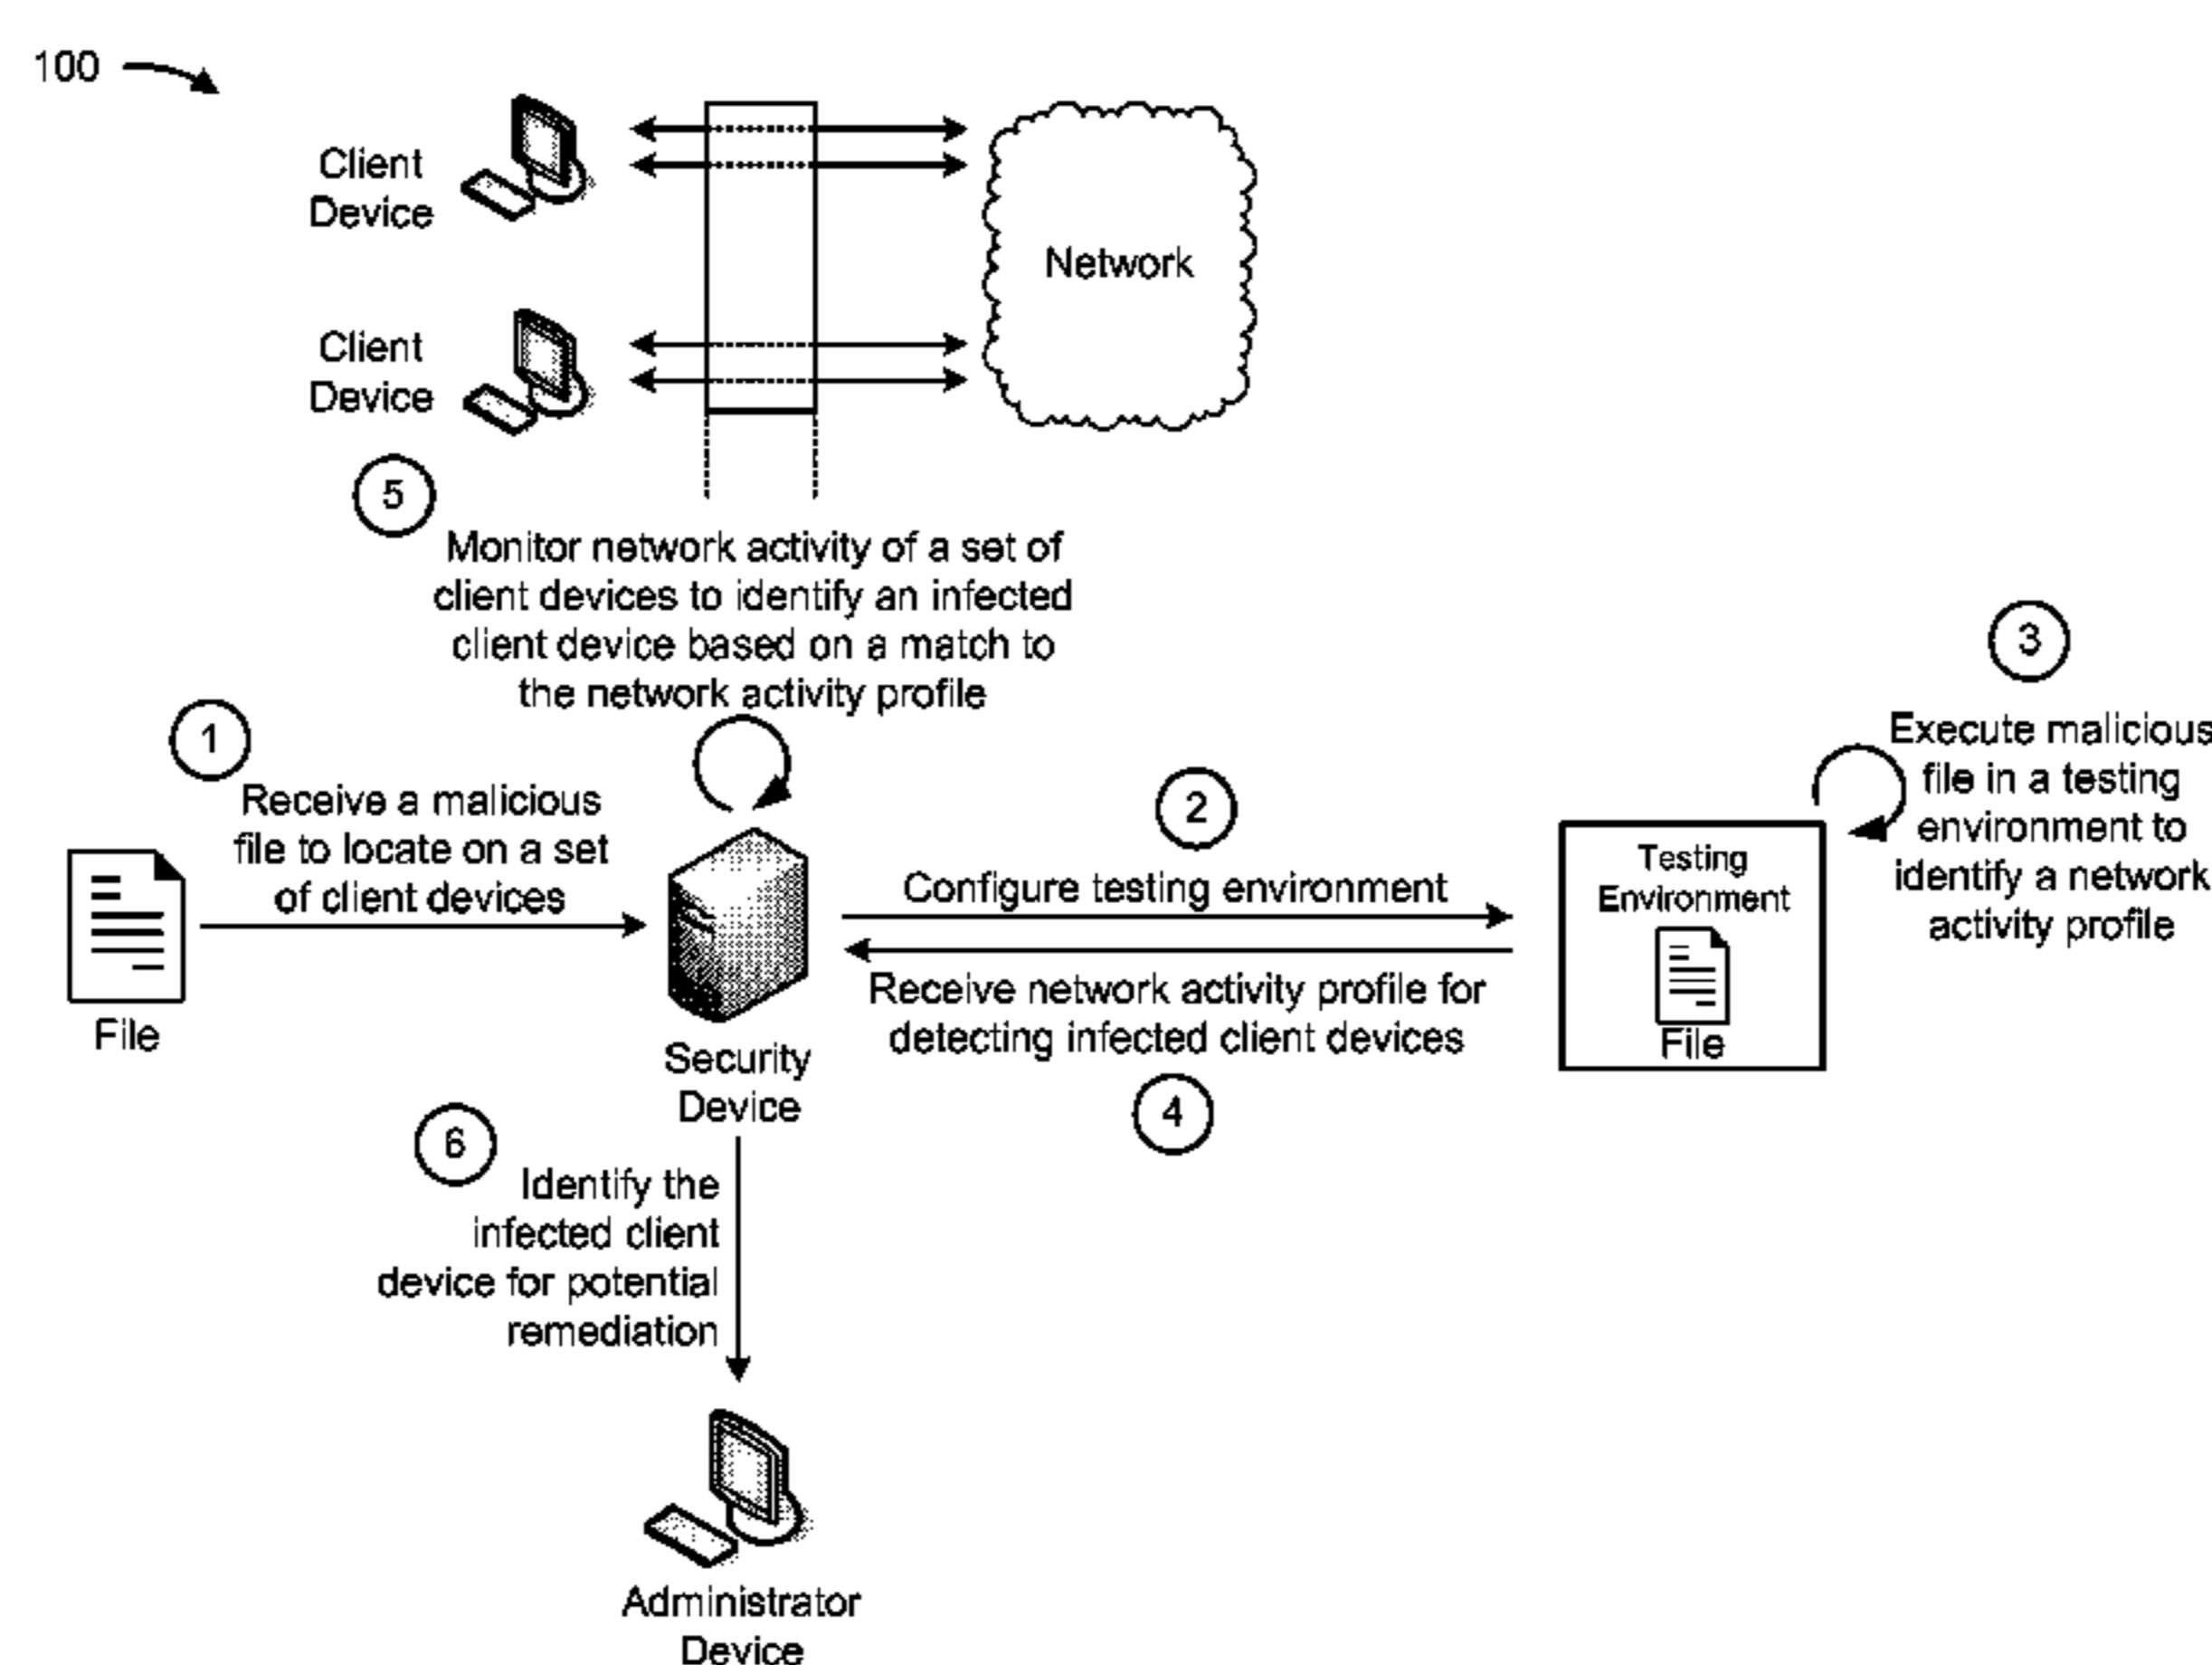 100
Client
Device
Network
Client
Device
5
Monitor network activity of a set of
client devices to identify an infected
client device based on a match to
the network activity profile
1
Receive a malicious
file to locate on a set
of client devices
File
Security
Device
2
Configure testing environment
Receive network activity profile for
detecting infected client devices
4
3
Execute malicious
file in a testing
environment to
identify a network
activity profile
Testing
Environment
File
6
Identify the
infected client
device for potential
remediation
Administrator
Device